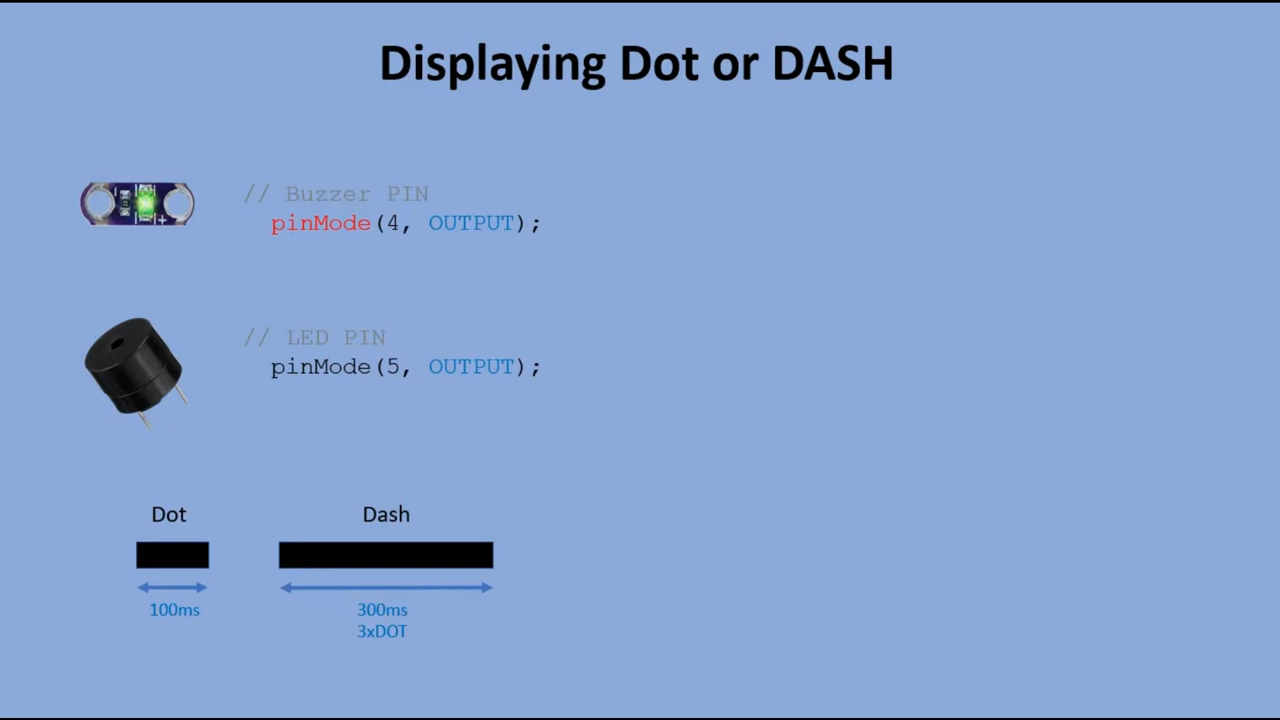 Displaying Dot or DASH
// Buzzer PIN
pinMode(4, OUTPUT);
// LED PIN
pinMode(5, OUTPUT);
Dot Dash
100ms 300ms
3xDOT